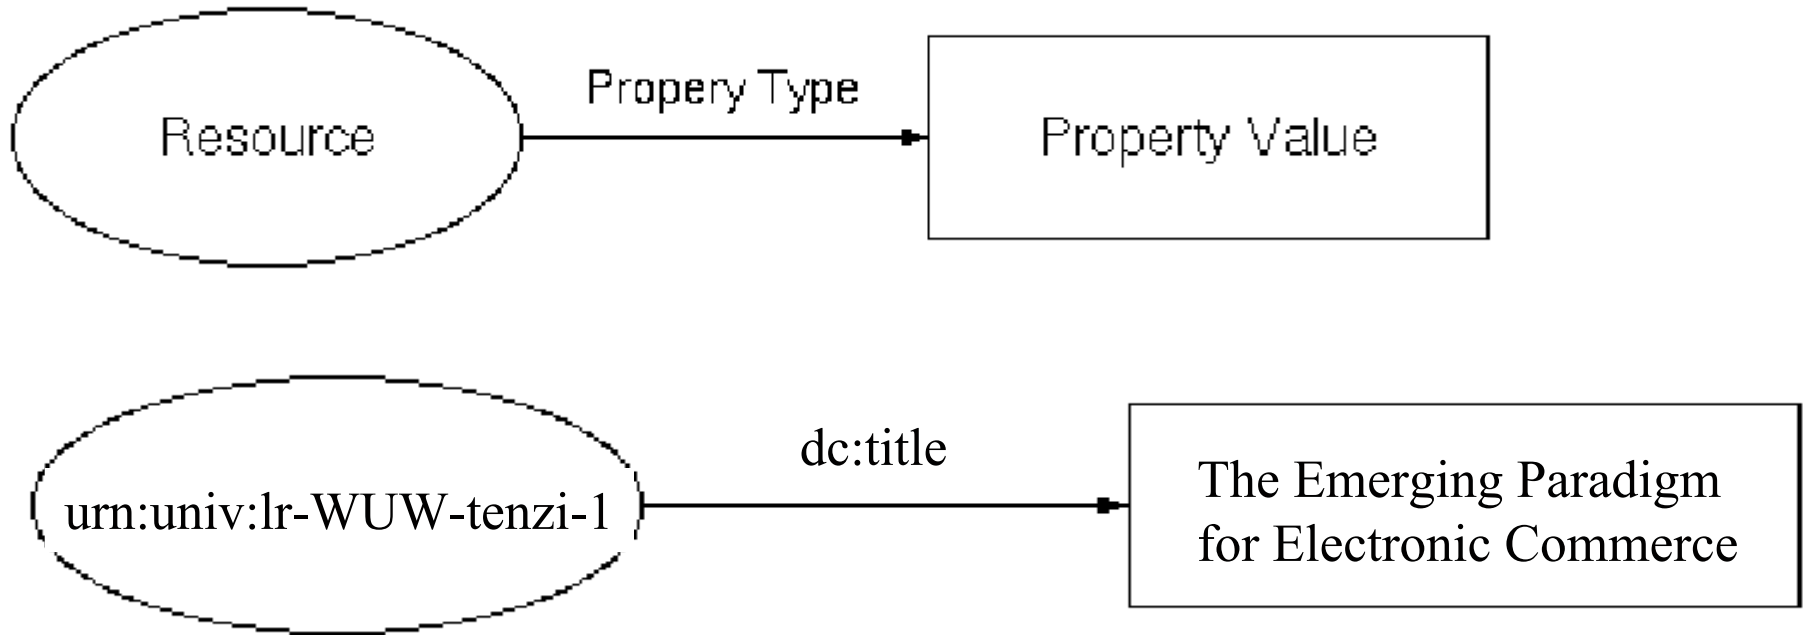 Propery Type
Resource
Property Value
dc:title
urn:univ:lr-WUW-tenzi-1
The Emerging Paradigm
for Electronic Commerce